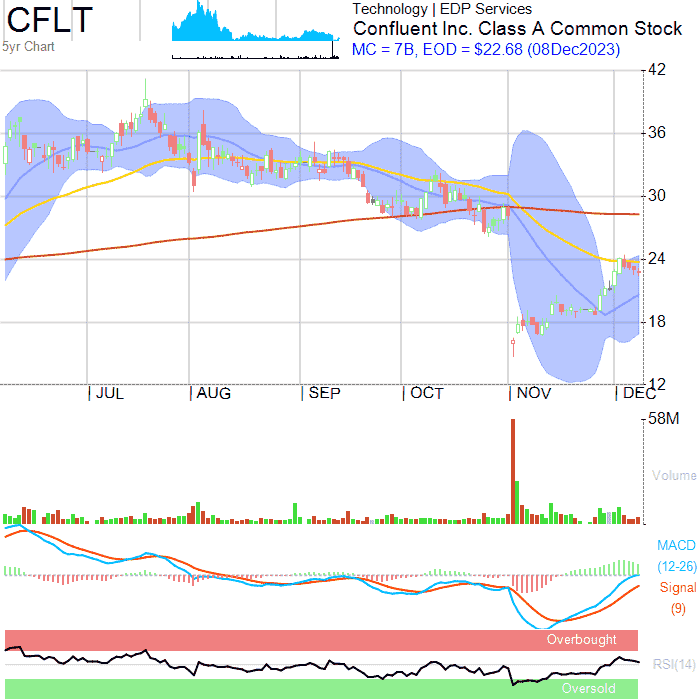 CFLT
5yr Chart
Technology | EDP Services
Confluent Inc. Class A Common Stock
MC = 7B, EOD = $22.68 (08Dec2023)
42
36
30
24
18
12
JUL AUG SEP OCT NOV DEC
58M
Volume
MACD
(12-26)
Signal
(9)
Overbought
RSI(14)
Oversold